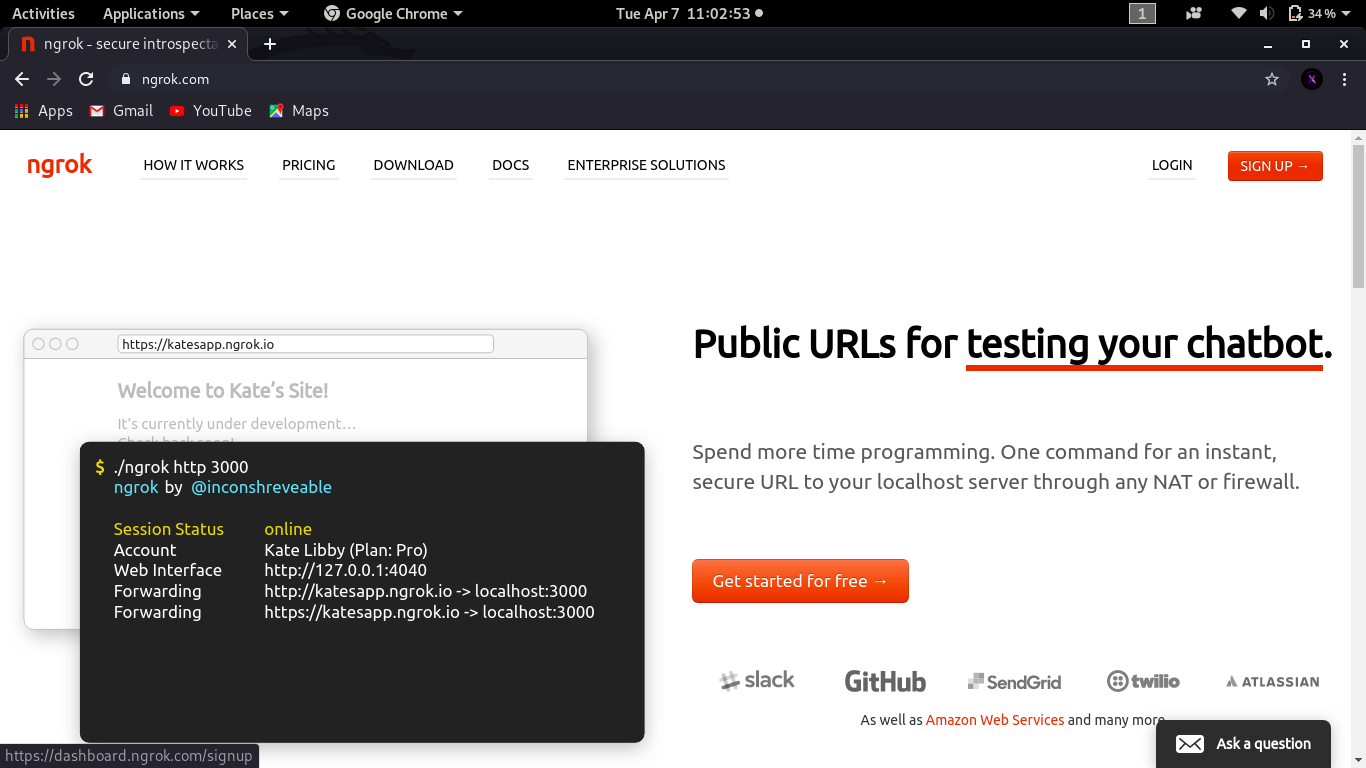 Activities Applications Places Google Chrome Tue Apr 7 11:02:53 1 34%
ngrok - secure introspecta
ngrok.com
Apps Gmail YouTube Maps
ngrok HOW IT WORKS PRICING DOWNLOAD DOCS ENTERPRISE SOLUTIONS LOGIN SIGN UP →
https://katesapp.ngrok.io
Welcome to Kate's Site!
It's currently under development...
Check back soon!
$ ./ngrok http 3000
ngrok by @inconshreveable
Session Status online
Account Kate Libby (Plan: Pro)
Web Interface http://127.0.0.1:4040
Forwarding http://katesapp.ngrok.io -> localhost:3000
Forwarding https://katesapp.ngrok.io -> localhost:3000
Public URLs for testing your chatbot.
Spend more time programming. One command for an instant,
secure URL to your localhost server through any NAT or firewall.
Get started for free →
slack GitHub SendGrid twilio ATLASSIAN
As well as Amazon Web Services and many more
Ask a question
https://dashboard.ngrok.com/signup